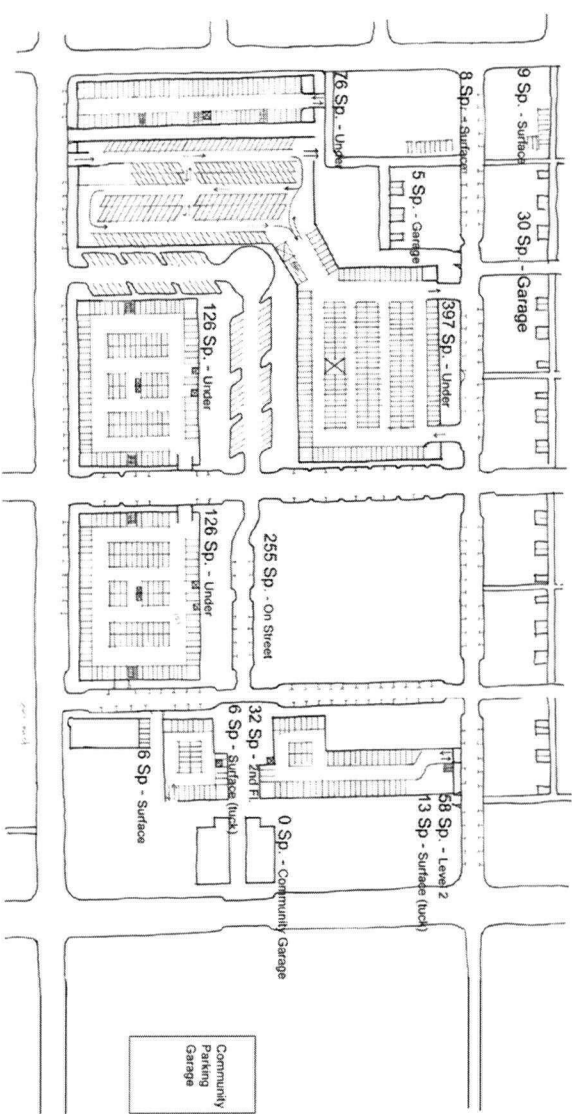 9 Sp. - Surface
8 Sp. - Surface
76 Sp. - Under
5 Sp. - Garage
30 Sp. - Garage
397 Sp. - Under
126 Sp. - Under
126 Sp. - Under
255 Sp. - On Street
58 Sp. - Level 2
13 Sp - Surface (tuck)
32 Sp - 2nd Fl.
6 Sp - Surface (tuck)
6 Sp - Surface
0 Sp. - Community Garage
Community
Parking
Garage